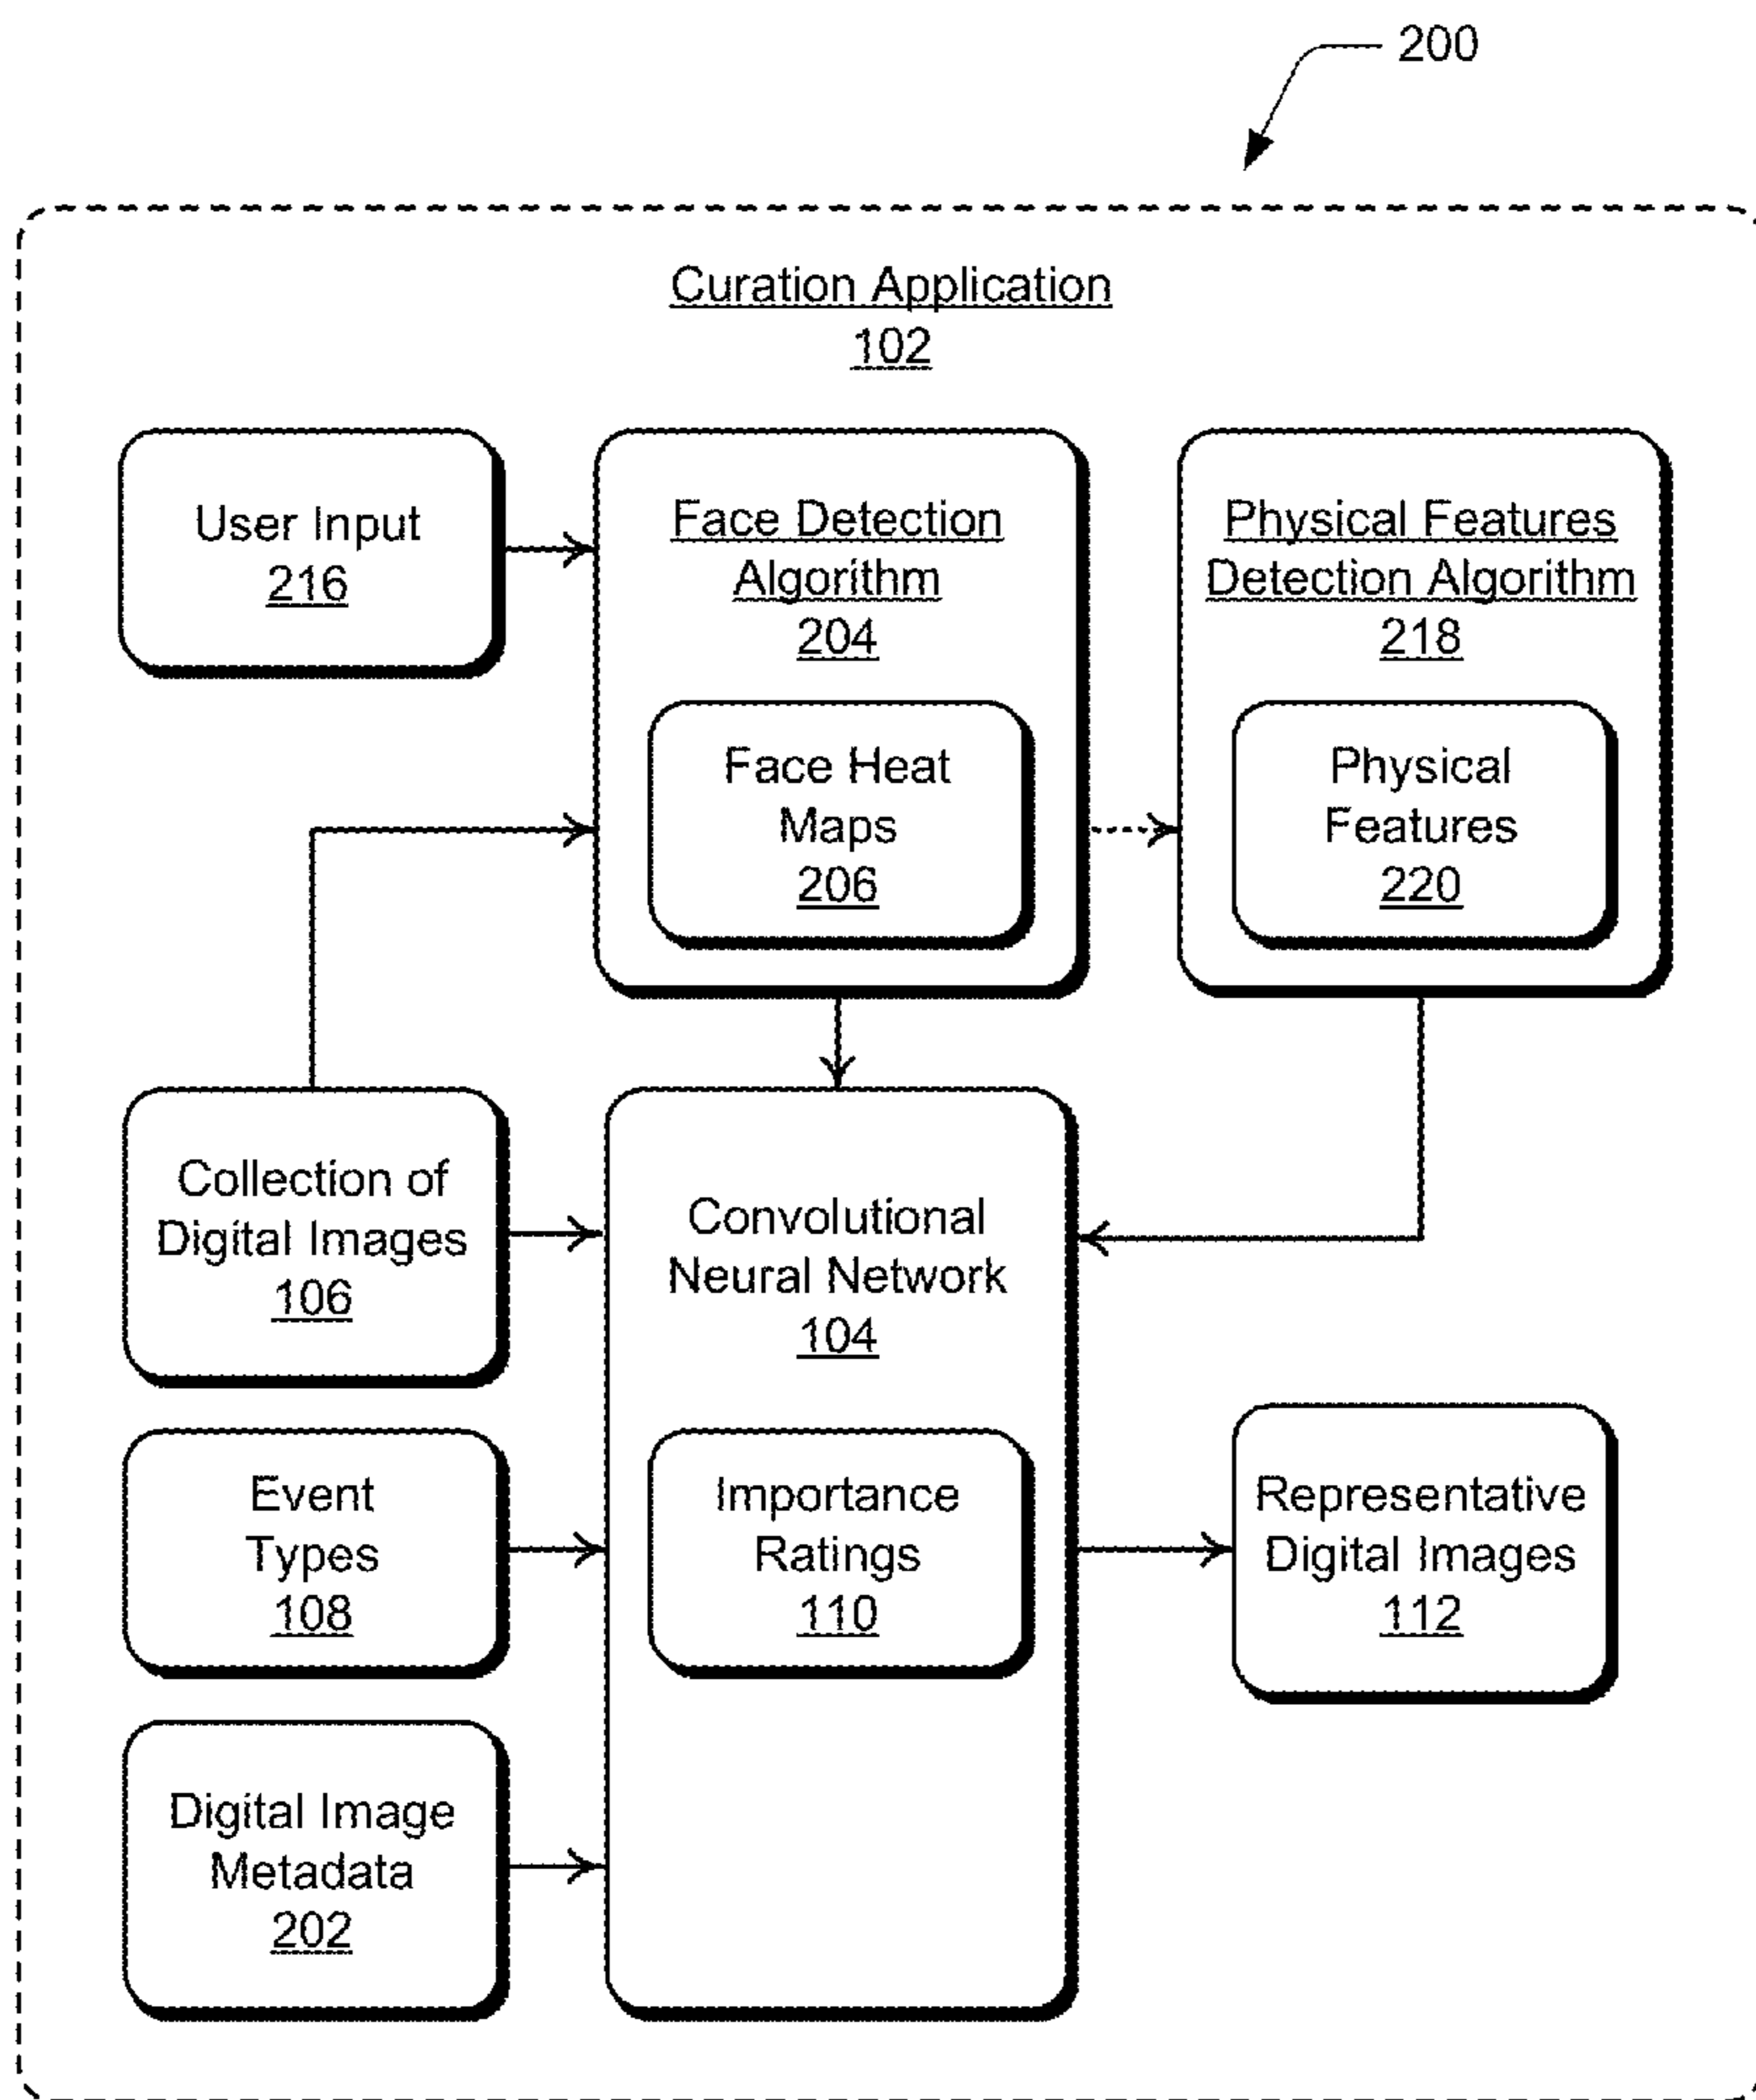 200
Curation Application
102
User Input
216
Face Detection
Algorithm
204
Face Heat
Maps
206
Physical Features
Detection Algorithm
218
Physical
Features
220
Collection of
Digital Images
106
Convolutional
Neural Network
104
Event
Types
108
Importance
Ratings
110
Representative
Digital Images
112
Digital Image
Metadata
202